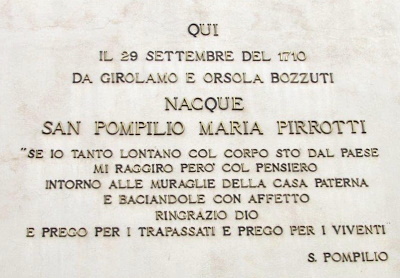 QUI
IL 29 SETTEMBRE DEL 1710
DA GIROLAMO E ORSOLA BOZZUTI
NACQUE
SAN POMPILIO MARIA PIRROTTI
"SE IO TANTO LONTANO COL CORPO STO DAL PAESE
MI RAGGIRO PERO' COL PENSIERO
INTORNO ALLE MURAGLIE DELLA CASA PATERNA
E BACIANDOLE CON AFFETTO
RINGRAZIO DIO
E PREGO PER I TRAPASSATI E PREGO PER I VIVENTI"
S. POMPILIO